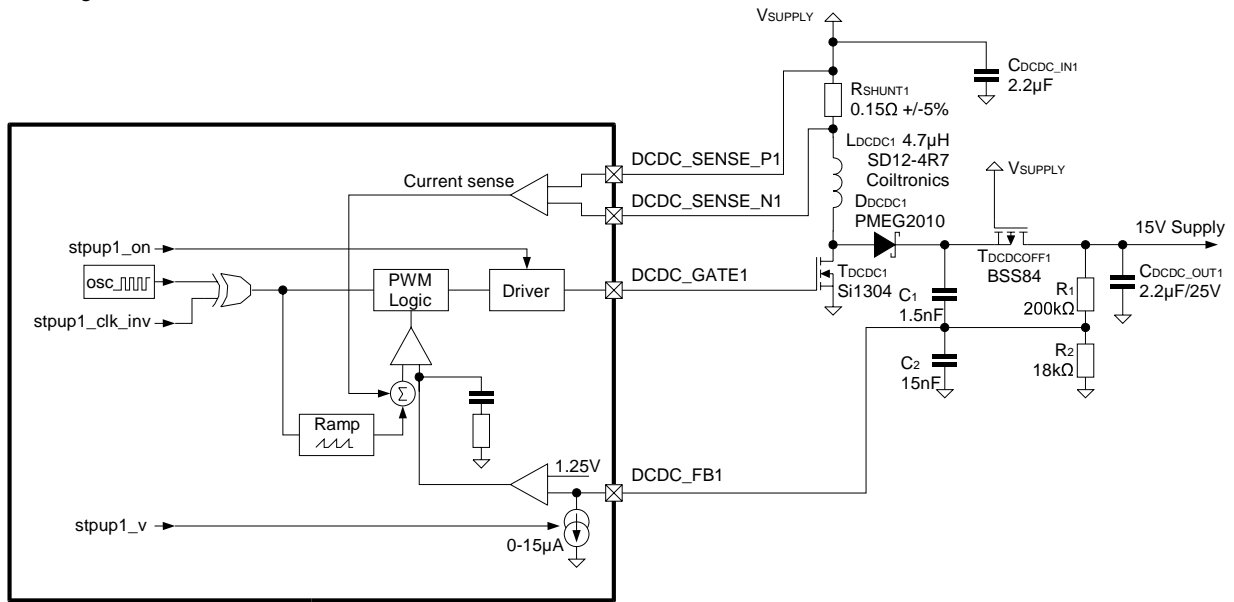 VSUPPLY
CDCDC_IN1
2.2µF
RSHUNT1
0.15Ω +/-5%
LDCDC1 4.7µH
SD12-4R7
Coiltronics
DDCDC1
PMEG2010
VSUPPLY
15V Supply
TDCDCOFF1
BSS84
TDCDC1
Si1304
C1
1.5nF
R1
200kΩ
CDCDC_OUT1
2.2µF/25V
C2
15nF
R2
18kΩ
DCDC_SENSE_P1
Current sense
DCDC_SENSE_N1
stpup1_on
osc_
PWM
Logic
Driver
DCDC_GATE1
stpup1_clk_inv
Σ
Ramp
1.25V
DCDC_FB1
stpup1_v
0-15µA